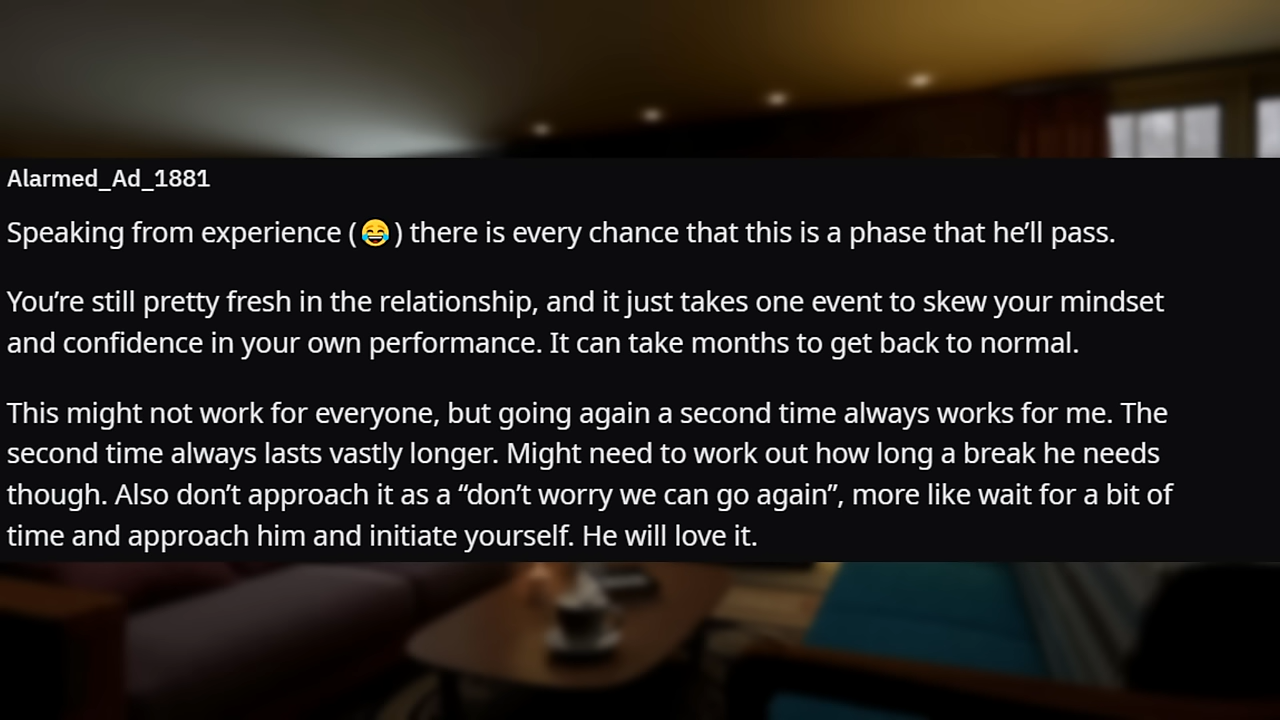 Alarmed_Ad_1881
Speaking from experience (😂) there is every chance that this is a phase that he’ll pass.
You’re still pretty fresh in the relationship, and it just takes one event to skew your mindset
and confidence in your own performance. It can take months to get back to normal.
This might not work for everyone, but going again a second time always works for me. The
second time always lasts vastly longer. Might need to work out how long a break he needs
though. Also don’t approach it as a “don’t worry we can go again”, more like wait for a bit of
time and approach him and initiate yourself. He will love it.